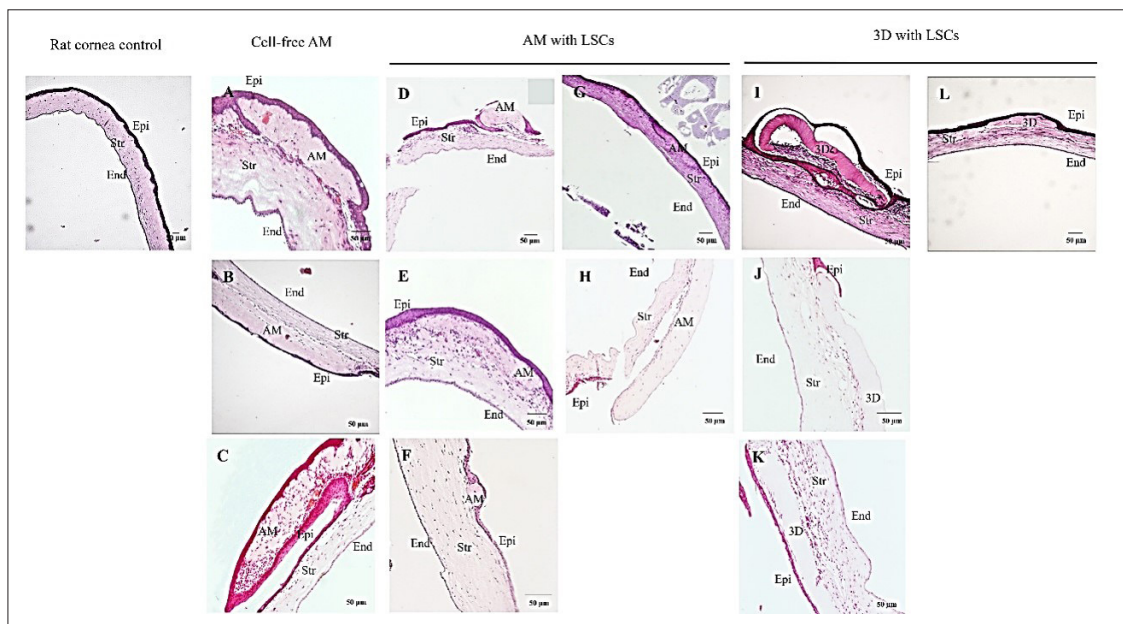 Rat cornea control
Cell-free AM
AM with LSCs
3D with LSCs
Epi
Str
End
50 µm
A
Epi
AM
Str
End
50 µm
D
AM
Epi
Str
End
50 µm
G
AM
Epi
Str
End
50 µm
I
3D
Epi
End
Str
50 µm
L
3D
Epi
Str
End
50 µm
B
End
AM
Str
Epi
50 µm
E
Epi
Str
AM
End
50 µm
H
End
Str
AM
Epi
50 µm
J
Epi
End
Str
3D
50 µm
C
AM
Epi
End
Str
50 µm
F
AM
End
Str
Epi
50 µm
K
Str
End
3D
Epi
50 µm